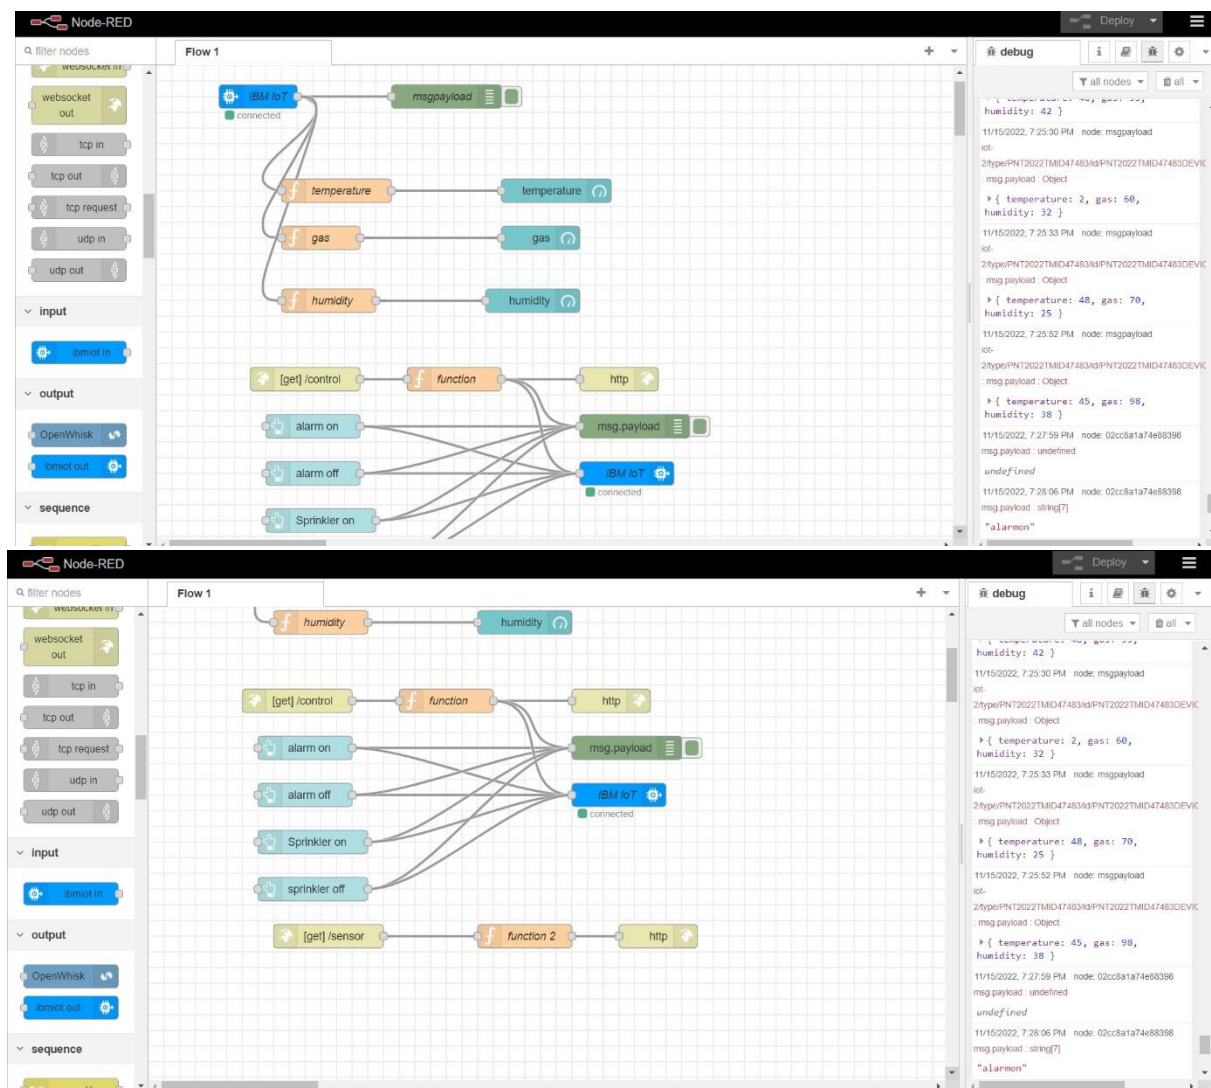 Node-RED
Deploy
filter nodes
Flow 1
debug
i
all nodes
all
websocket in
websocket
out
tcp in
tcp out
tcp request
udp in
udp out
input
ibmiot in
output
OpenWhisk
ibmiot out
sequence
IBM IoT
connected
msgpayload
temperature
temperature
gas
gas
humidity
humidity
[get] /control
function
http
alarm on
msg.payload
alarm off
IBM IoT
connected
Sprinkler on
humidity: 42 }
11/15/2022, 7:25:30 PM node: msgpayload
iot-
2/type/PNT2022TMID47483/id/PNT2022TMID47483DEVIC
: msg.payload : Object
{ temperature: 2, gas: 60,
humidity: 32 }
11/15/2022, 7:25:33 PM node: msgpayload
iot-
2/type/PNT2022TMID47483/id/PNT2022TMID47483DEVIC
: msg.payload : Object
{ temperature: 48, gas: 70,
humidity: 25 }
11/15/2022, 7:25:52 PM node: msgpayload
iot-
2/type/PNT2022TMID47483/id/PNT2022TMID47483DEVIC
: msg.payload : Object
{ temperature: 45, gas: 98,
humidity: 38 }
11/15/2022, 7:27:59 PM node: 02cc8a1a74e88398
msg.payload : undefined
undefined
11/15/2022, 7:28:06 PM node: 02cc8a1a74e88398
msg.payload : string[7]
"alarmon"
Node-RED
Deploy
filter nodes
Flow 1
debug
i
all nodes
all
websocket in
websocket
out
tcp in
tcp out
tcp request
udp in
udp out
input
ibmiot in
output
OpenWhisk
ibmiot out
sequence
humidity
humidity
[get] /control
function
http
alarm on
msg.payload
alarm off
IBM IoT
connected
Sprinkler on
sprinkler off
[get] /sensor
function 2
http
humidity: 42 }
11/15/2022, 7:25:30 PM node: msgpayload
iot-
2/type/PNT2022TMID47483/id/PNT2022TMID47483DEVIC
: msg.payload : Object
{ temperature: 2, gas: 60,
humidity: 32 }
11/15/2022, 7:25:33 PM node: msgpayload
iot-
2/type/PNT2022TMID47483/id/PNT2022TMID47483DEVIC
: msg.payload : Object
{ temperature: 48, gas: 70,
humidity: 25 }
11/15/2022, 7:25:52 PM node: msgpayload
iot-
2/type/PNT2022TMID47483/id/PNT2022TMID47483DEVIC
: msg.payload : Object
{ temperature: 45, gas: 98,
humidity: 38 }
11/15/2022, 7:27:59 PM node: 02cc8a1a74e88398
msg.payload : undefined
undefined
11/15/2022, 7:28:06 PM node: 02cc8a1a74e88398
msg.payload : string[7]
"alarmon"